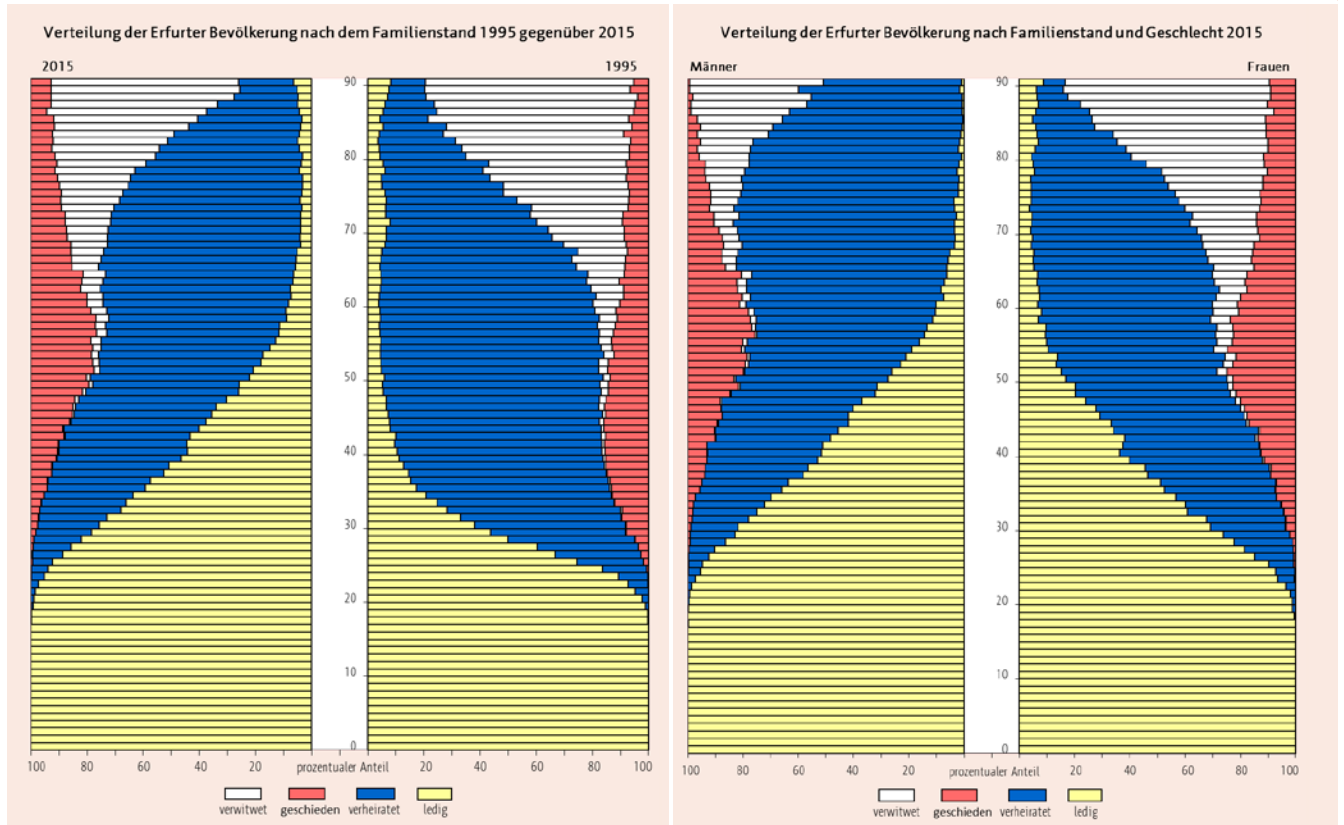 Verteilung der Erfurter Bevölkerung nach dem Familienstand 1995 gegenüber 2015
2015
1995
90
80
70
60
50
40
30
20
10
0
100 80 60 40 20 prozentualer Anteil 20 40 60 80 100
verwitwet geschieden verheiratet ledig
Verteilung der Erfurter Bevölkerung nach Familienstand und Geschlecht 2015
Männer
Frauen
90
80
70
60
50
40
30
20
10
0
100 80 60 40 20 prozentualer Anteil 20 40 60 80 100
verwitwet geschieden verheiratet ledig